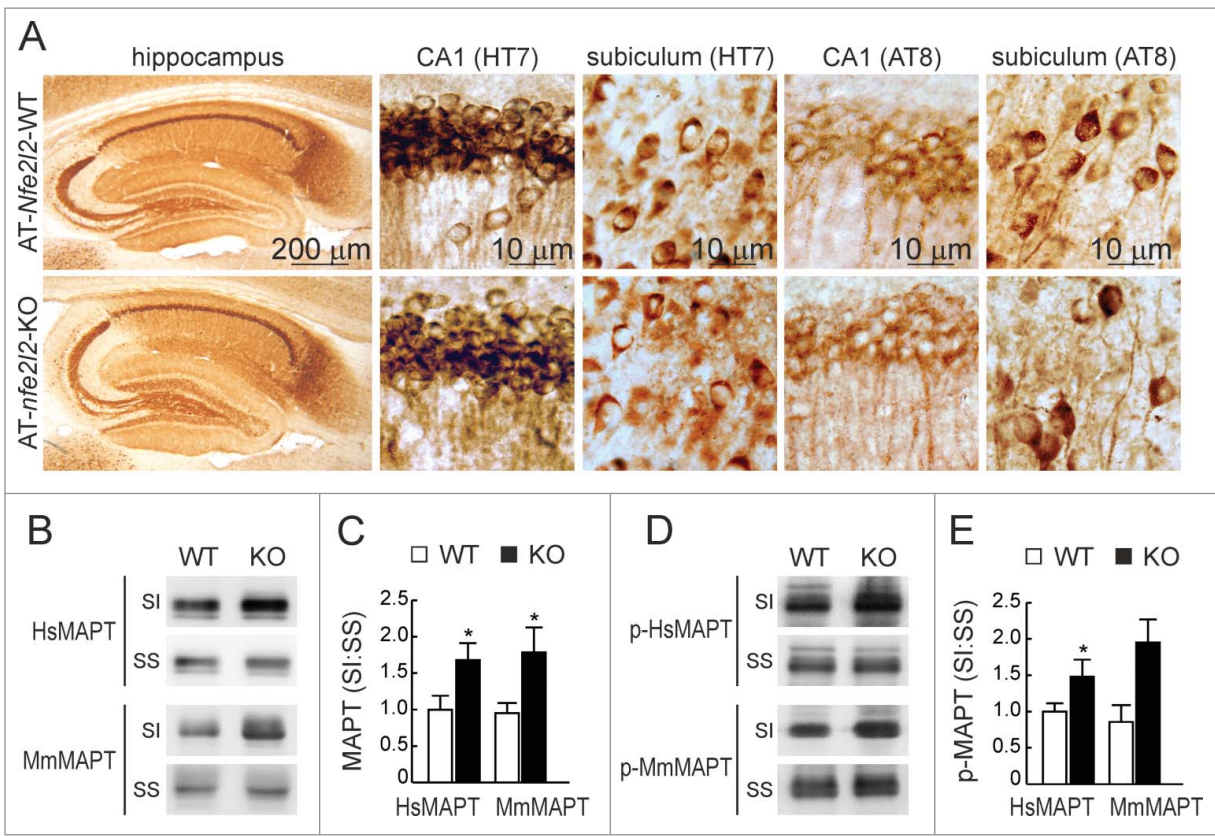 A
hippocampus
CA1 (HT7)
subiculum (HT7)
CA1 (AT8)
subiculum (AT8)
AT-Nfe2l2-WT
200 µm
10 µm
10 µm
10 µm
10 µm
AT-nfe2l2-KO
B
WT KO
HsMAPT
SI
SS
MmMAPT
SI
SS
C
WT KO
MAPT (SI:SS)
2.5
2.0
1.5
1.0
0.5
0
* *
HsMAPT MmMAPT
D
WT KO
p-HsMAPT
SI
SS
p-MmMAPT
SI
SS
E
WT KO
p-MAPT (SI:SS)
2.5
2.0
1.5
1.0
0.5
0
*
HsMAPT MmMAPT